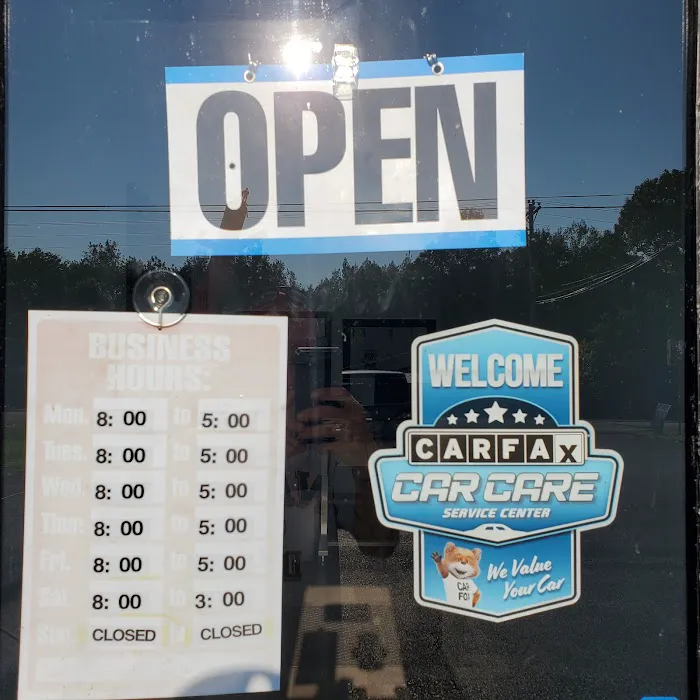 OPEN
BUSINESS
HOURS:
Mon. 8: 00 to 5: 00
Tues. 8: 00 to 5: 00
Wed. 8: 00 to 5: 00
Thur. 8: 00 to 5: 00
Fri. 8: 00 to 5: 00
Sat. 8: 00 to 3: 00
Sun. CLOSED CLOSED
WELCOME
CARFAX
CAR CARE
SERVICE CENTER
We Value
Your Car
CAR
FOX